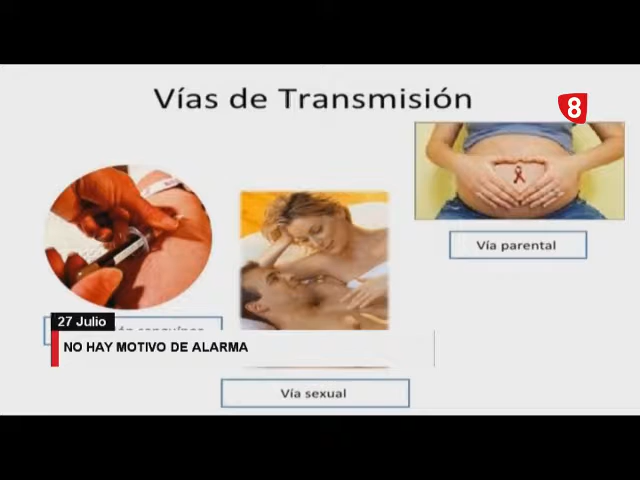 Vías de Transmisión
8
Vía parental
27 Julio
NO HAY MOTIVO DE ALARMA
Vía sexual